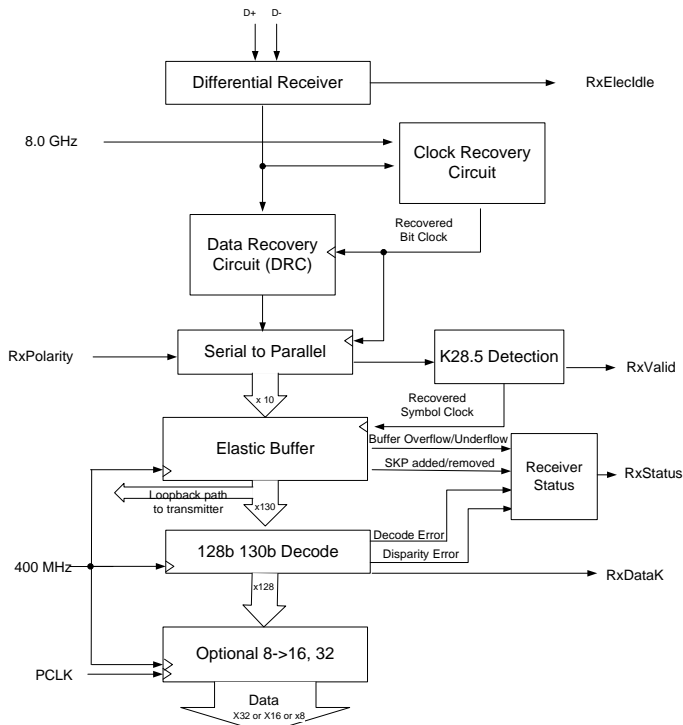 D+ D-
Differential Receiver
RxElecIdle
8.0 GHz
Clock Recovery
Circuit
Recovered
Bit Clock
Data Recovery
Circuit (DRC)
RxPolarity
Serial to Parallel
K28.5 Detection
RxValid
x 10
Recovered
Symbol Clock
Elastic Buffer
Buffer Overflow/Underflow
SKP added/removed
Receiver
Status
RxStatus
Loopback path
to transmitter
x130
Decode Error
128b 130b Decode
Disparity Error
400 MHz
RxDataK
x128
Optional 8->16, 32
PCLK
Data
X32 or X16 or x8